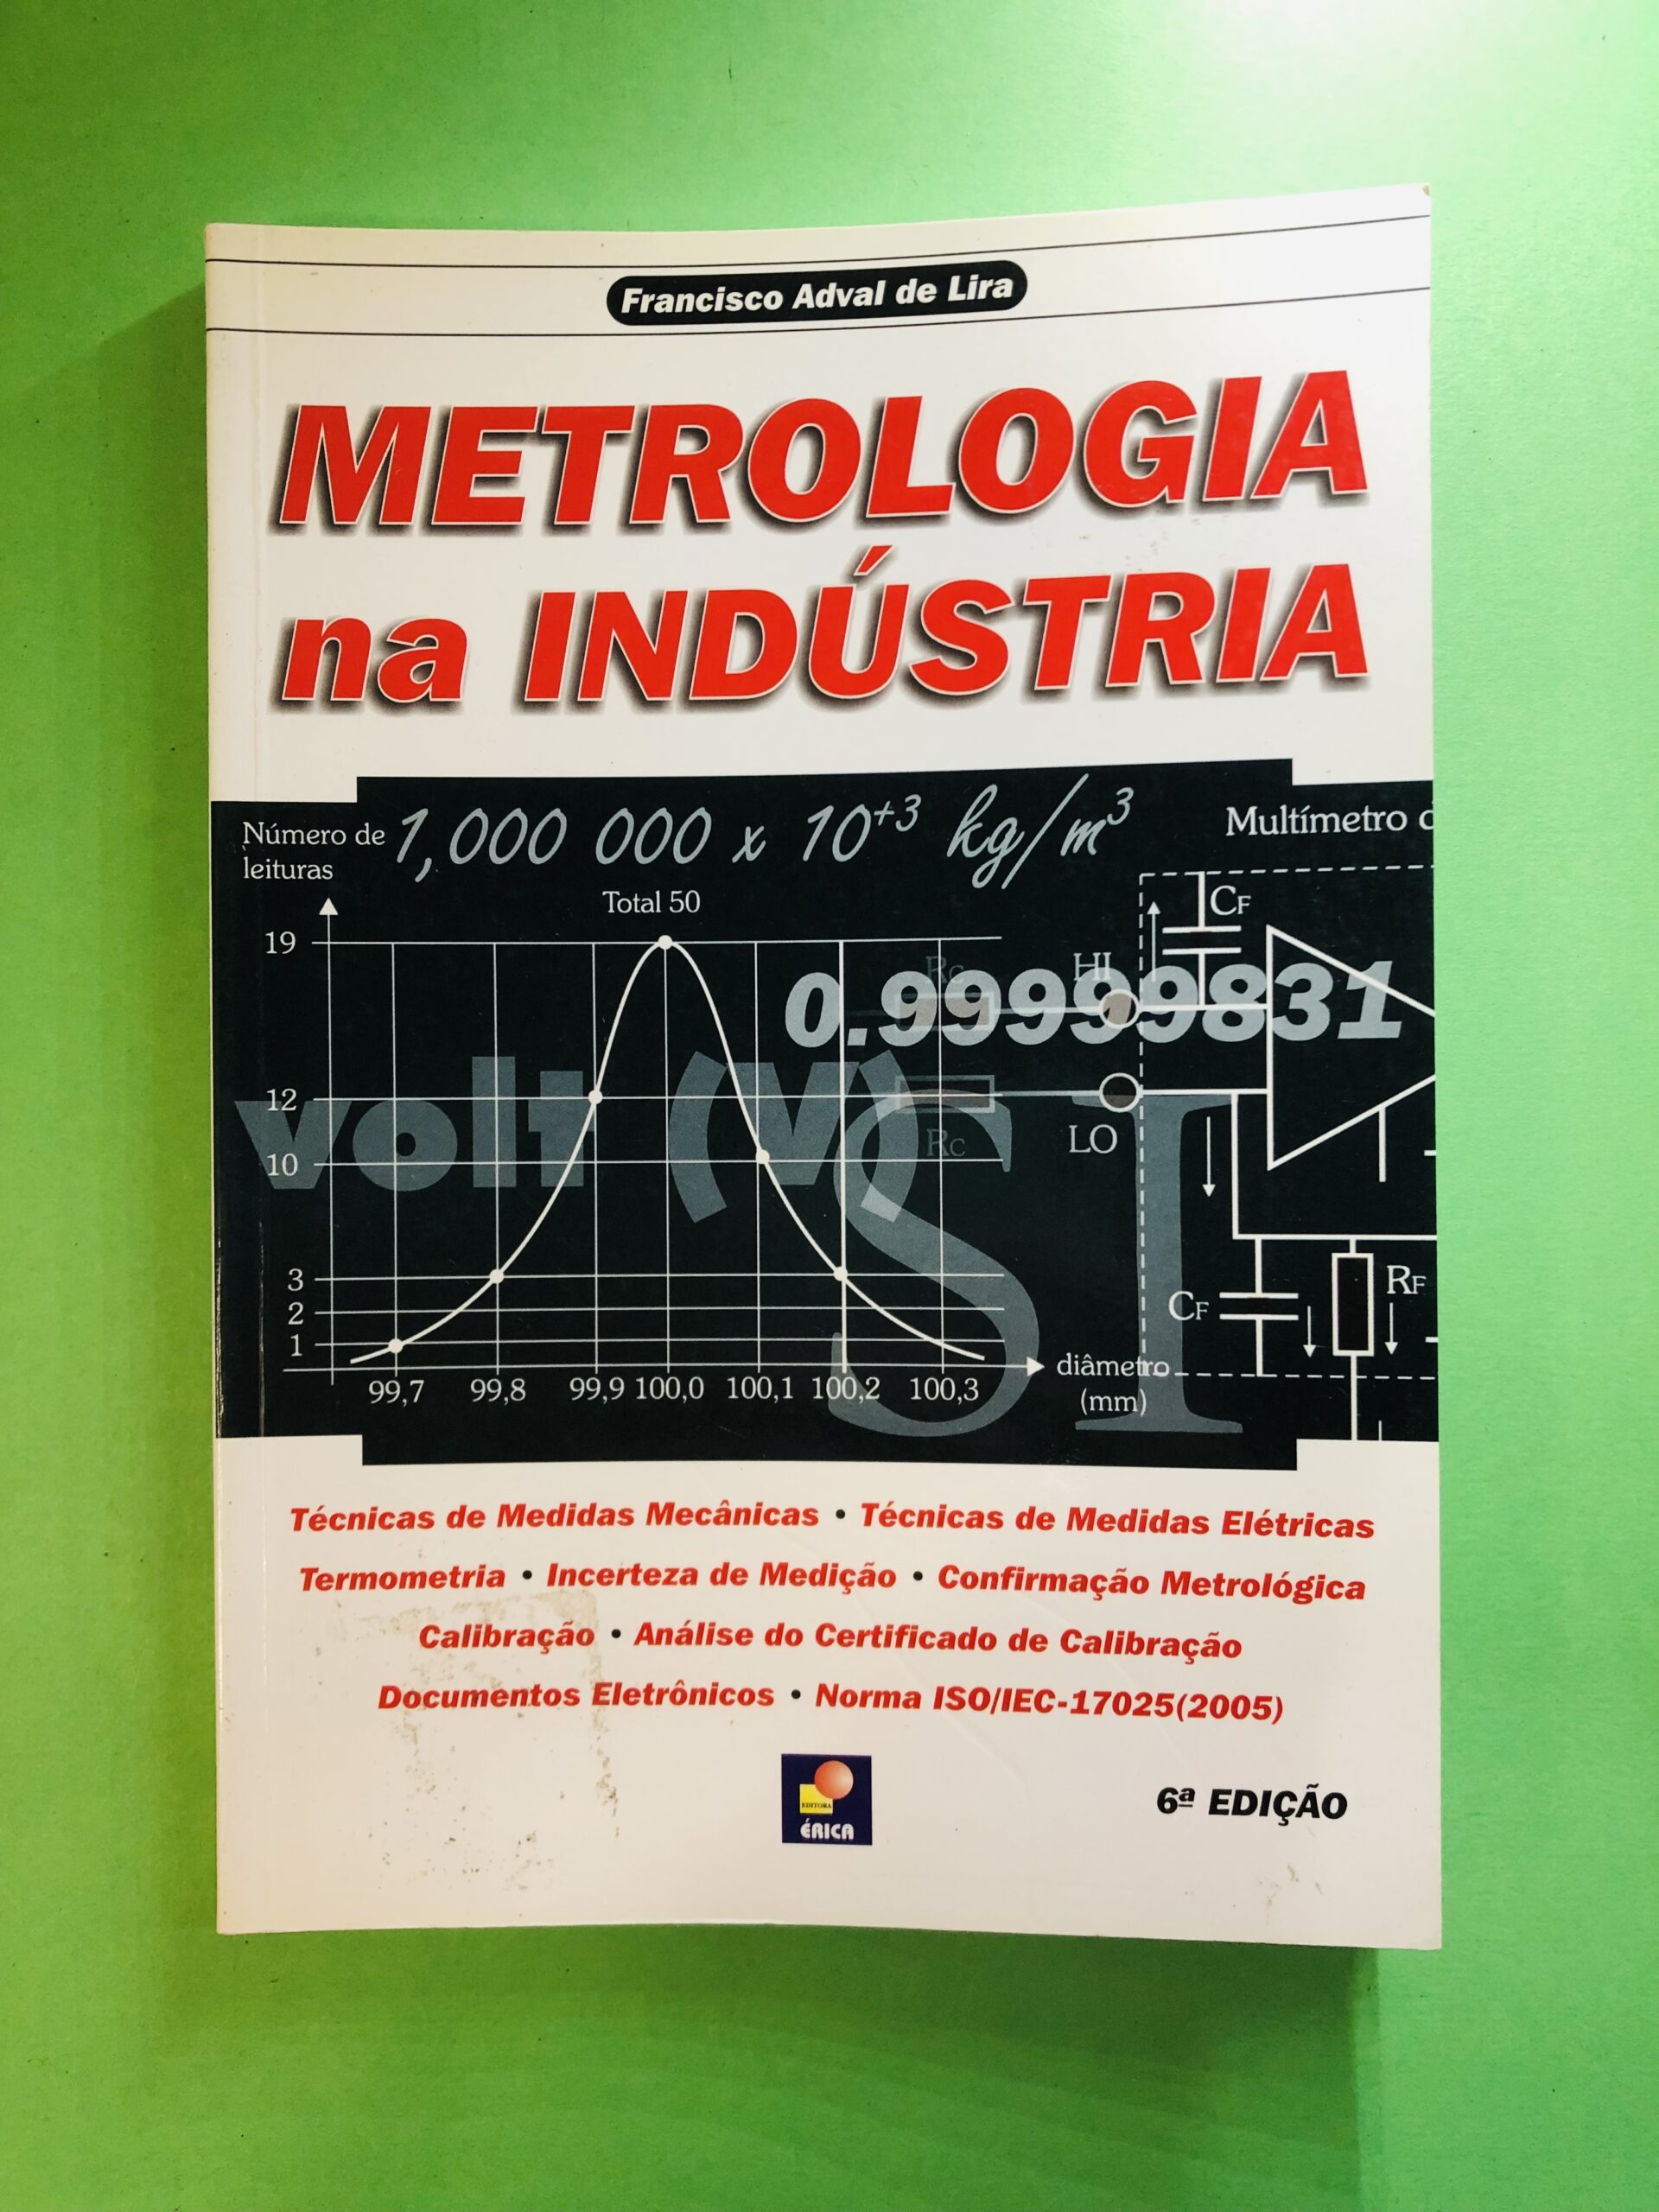 Francisco Adval de Lira
METROLOGIA
na INDÚSTRIA
1,000 000 x 10⁺³ kg/m³
Número de
leituras
Multímetro
Total 50
CF
19
RC
HI
0.99999831
volt (V)
SI
12
10
RC
LO
3
2
1
CF
RF
99,7 99,8 99,9 100,0 100,1 100,2 100,3
diâmetro
(mm)
Técnicas de Medidas Mecânicas • Técnicas de Medidas Elétricas
Termometria • Incerteza de Medição • Confirmação Metrológica
Calibração • Análise do Certificado de Calibração
Documentos Eletrônicos • Norma ISO/IEC-17025(2005)
EDITORA
ÉRICA
6ª EDIÇÃO